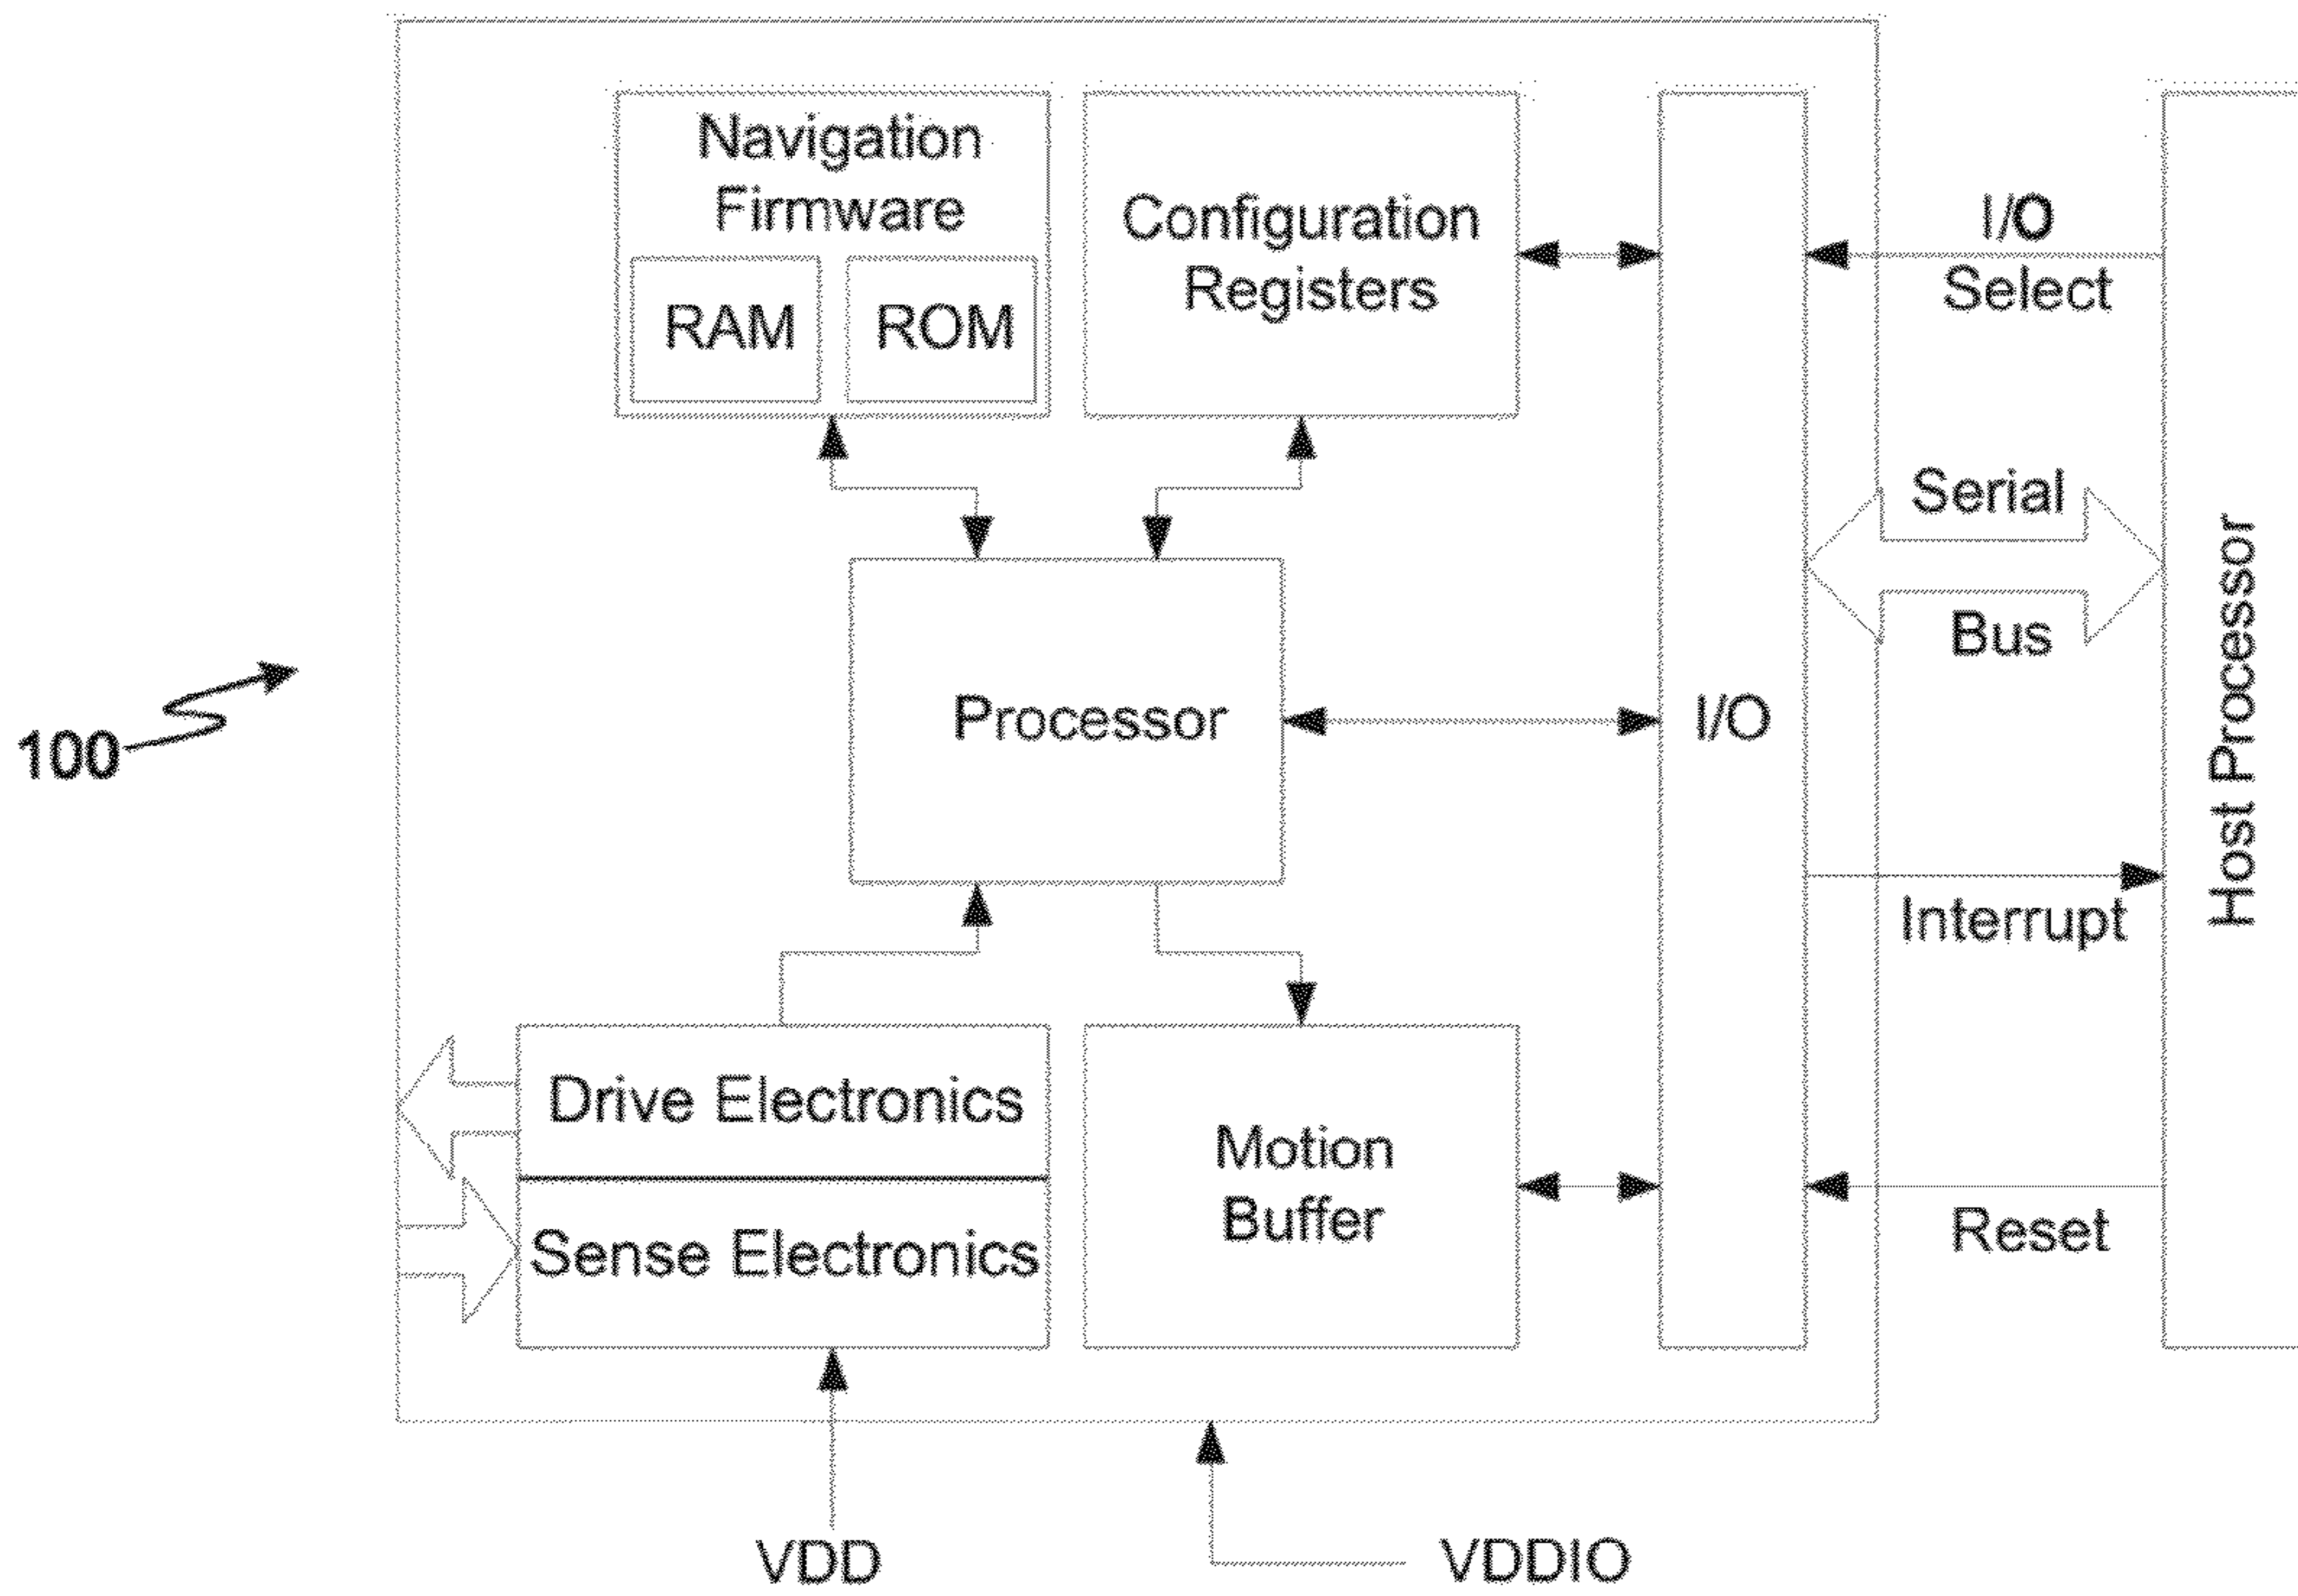 Navigation
Firmware
RAM
ROM
Configuration
Registers
I/O
Select
Serial
Bus
Host Processor
100
Processor
I/O
Interrupt
Drive Electronics
Sense Electronics
Motion
Buffer
Reset
VDD
VDDIO